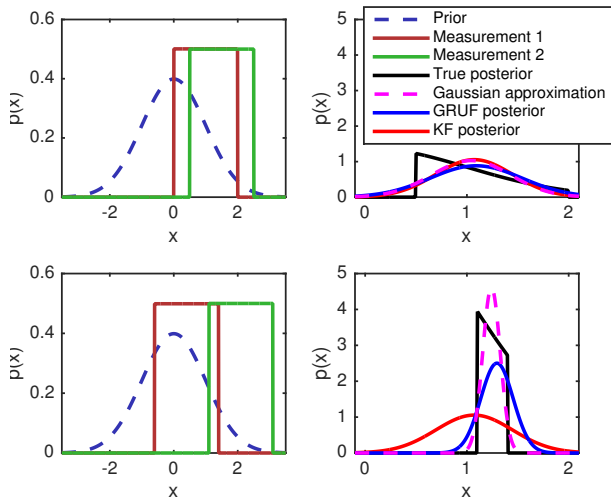 0.6
0.4
0.2
0
-2
0
2
x
p(x)
5
4
3
2
1
0
0
1
2
x
p(x)
Prior
Measurement 1
Measurement 2
True posterior
Gaussian approximation
GRUF posterior
KF posterior
0.6
0.4
0.2
0
-2
0
2
x
p(x)
5
4
3
2
1
0
0
1
2
x
p(x)